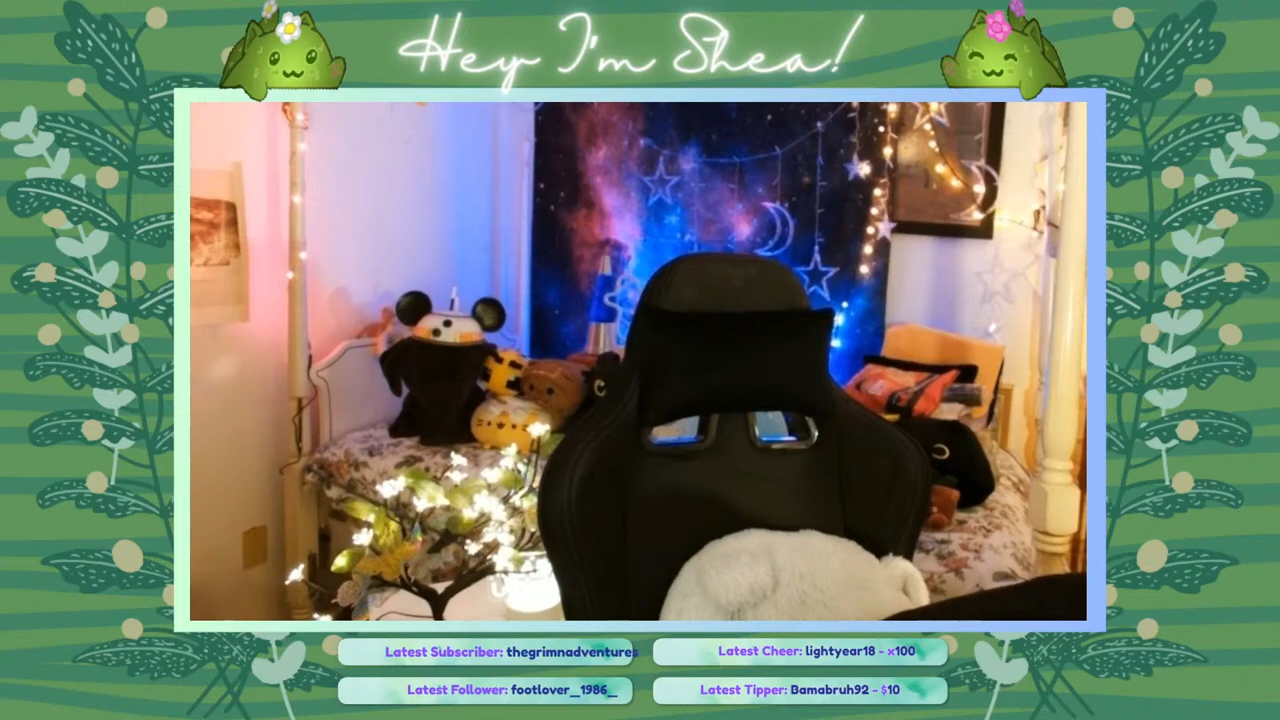 Hey I'm Shea!
Latest Subscriber: thegrimnadventures
Latest Cheer: lightyear18 - x100
Latest Follower: footlover_1986_
Latest Tipper: Bamabruh92 - $10